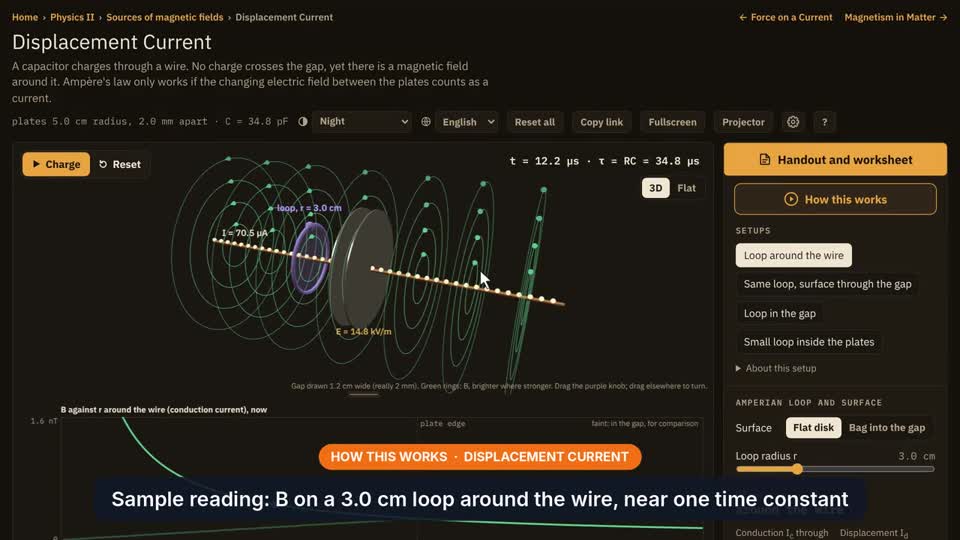 Home › Physics II › Sources of magnetic fields › Displacement Current
← Force on a Current Magnetism in Matter →
Displacement Current
A capacitor charges through a wire. No charge crosses the gap, yet there is a magnetic field
around it. Ampère's law only works if the changing electric field between the plates counts as a
current.
plates 5.0 cm radius, 2.0 mm apart · C = 34.8 pF
Night
English
Reset all
Copy link
Fullscreen
Projector
?
Charge
Reset
t = 12.2 µs · τ = RC = 34.8 µs
3D Flat
loop, r = 3.0 cm
I = 70.5 µA
E = 14.8 kV/m
Gap drawn 1.2 cm wide (really 2 mm). Green rings: B, brighter where stronger. Drag the purple knob; drag elsewhere to turn.
B against r around the wire (conduction current), now
1.6 nT
plate edge
faint: in the gap, for comparison
Handout and worksheet
How this works
SETUPS
Loop around the wire
Same loop, surface through the gap
Loop in the gap
Small loop inside the plates
About this setup
AMPERIAN LOOP AND SURFACE
Surface
Flat disk
Bag into the gap
Loop radius r
3.0 cm
HOW THIS WORKS · DISPLACEMENT CURRENT
Sample reading: B on a 3.0 cm loop around the wire, near one time constant
Conduction Ic through
Displacement Id